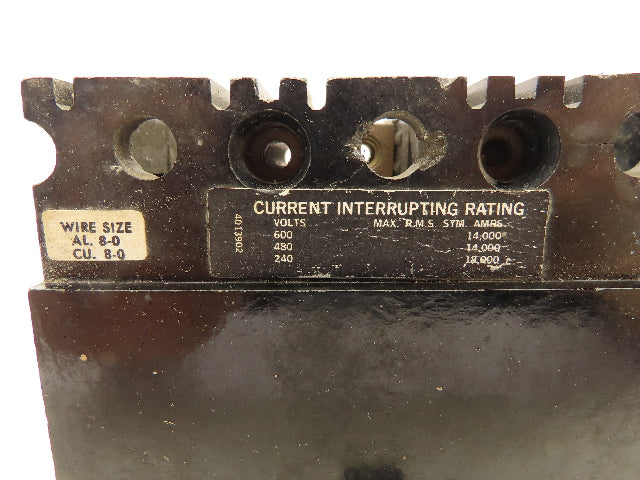 WIRE SIZE
AL. 8-0
CU. 8-0
4013902
CURRENT INTERRUPTING RATING
VOLTS MAX. R.M.S. SYM. AMPS.
600 14,000
480 14,000
240 18,000